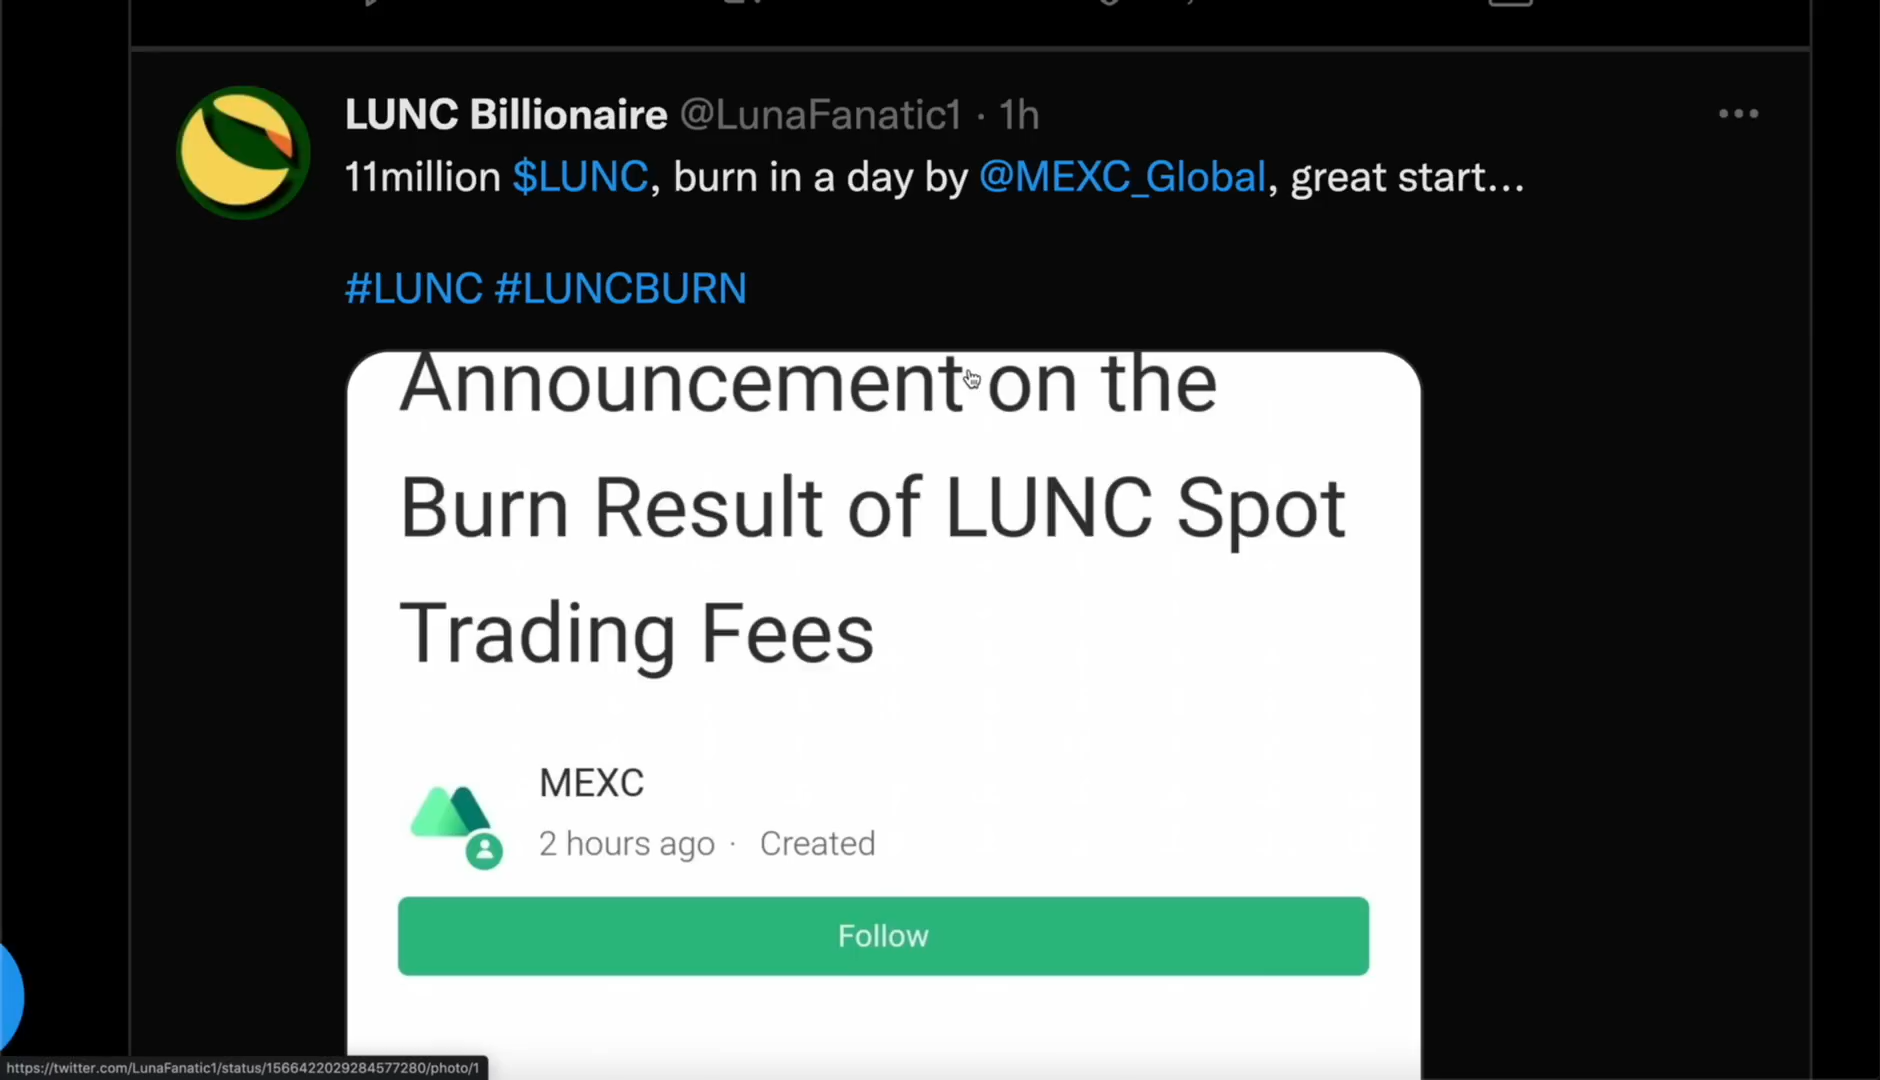 LUNC Billionaire @LunaFanatic1 · 1h
11million $LUNC, burn in a day by @MEXC_Global, great start...
#LUNC #LUNCBURN
Announcement on the
Burn Result of LUNC Spot
Trading Fees
MEXC
2 hours ago · Created
Follow
https://twitter.com/LunaFanatic1/status/1566422029284577280/photo/1